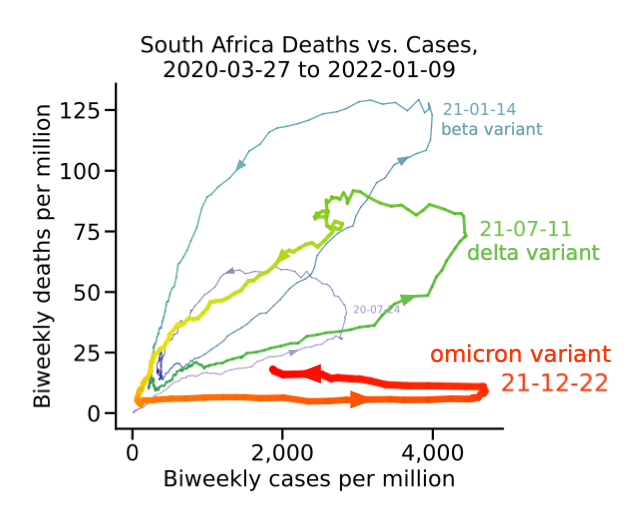 South Africa Deaths vs. Cases,
2020-03-27 to 2022-01-09
Biweekly deaths per million
125
100
75
50
25
0
21-01-14
beta variant
21-07-11
delta variant
20-07-24
omicron variant
21-12-22
0
2,000
4,000
Biweekly cases per million